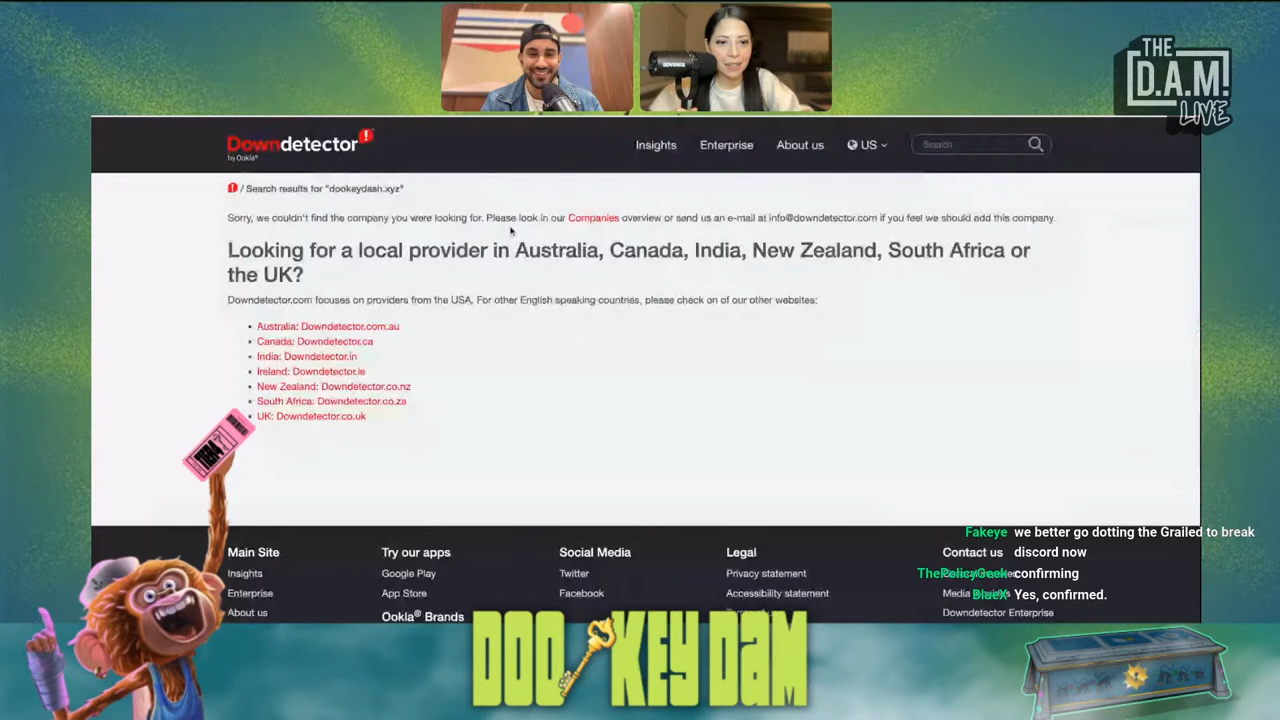 THE
D.A.M!
LIVE
ADVOICE
Downdetector
by Ookla®
Insights
Enterprise
About us
US
Search
/ Search results for "dookeydash.xyz"
Sorry, we couldn't find the company you were looking for. Please look in our Companies overview or send us an e-mail at info@downdetector.com if you feel we should add this company.
Looking for a local provider in Australia, Canada, India, New Zealand, South Africa or
the UK?
Downdetector.com focuses on providers from the USA, For other English speaking countries, please check on of our other websites:
Australia: Downdetector.com.au
Canada: Downdetector.ca
India: Downdetector.in
Ireland: Downdetector.ie
New Zealand: Downdetector.co.nz
South Africa: Downdetector.co.za
UK: Downdetector.co.uk
Main Site
Insights
Enterprise
About us
Try our apps
Google Play
App Store
Ookla® Brands
Social Media
Twitter
Facebook
Legal
Privacy statement
Accessibility statement
Contact us
Media
Downdetector Enterprise
Fakeye we better go dotting the Grailed to break
discord now
ThePolicyGeek confirming
BlueX Yes, confirmed.
DOO KEY DAM